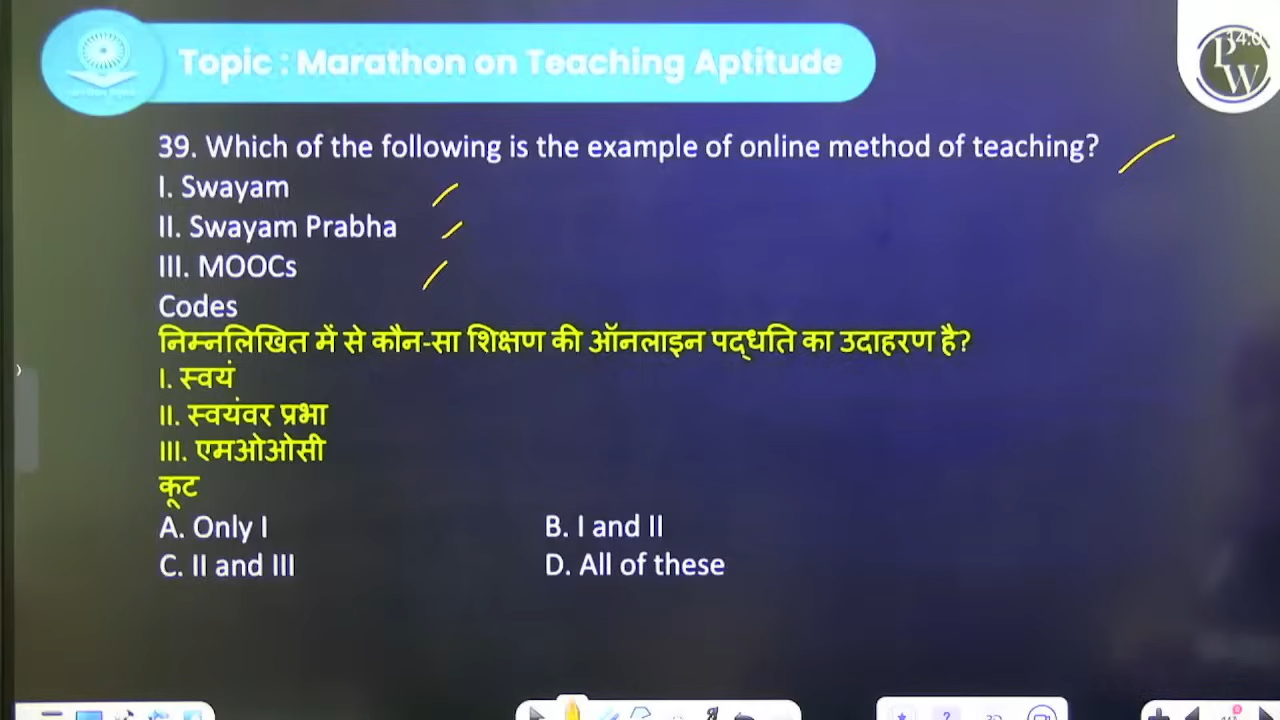 Topic : Marathon on Teaching Aptitude
PW
39. Which of the following is the example of online method of teaching?
I. Swayam
II. Swayam Prabha
III. MOOCs
Codes
निम्नलिखित में से कौन-सा शिक्षण की ऑनलाइन पद्धति का उदाहरण है?
I. स्वयं
II. स्वयंवर प्रभा
III. एमओओसी
कूट
A. Only I
B. I and II
C. II and III
D. All of these